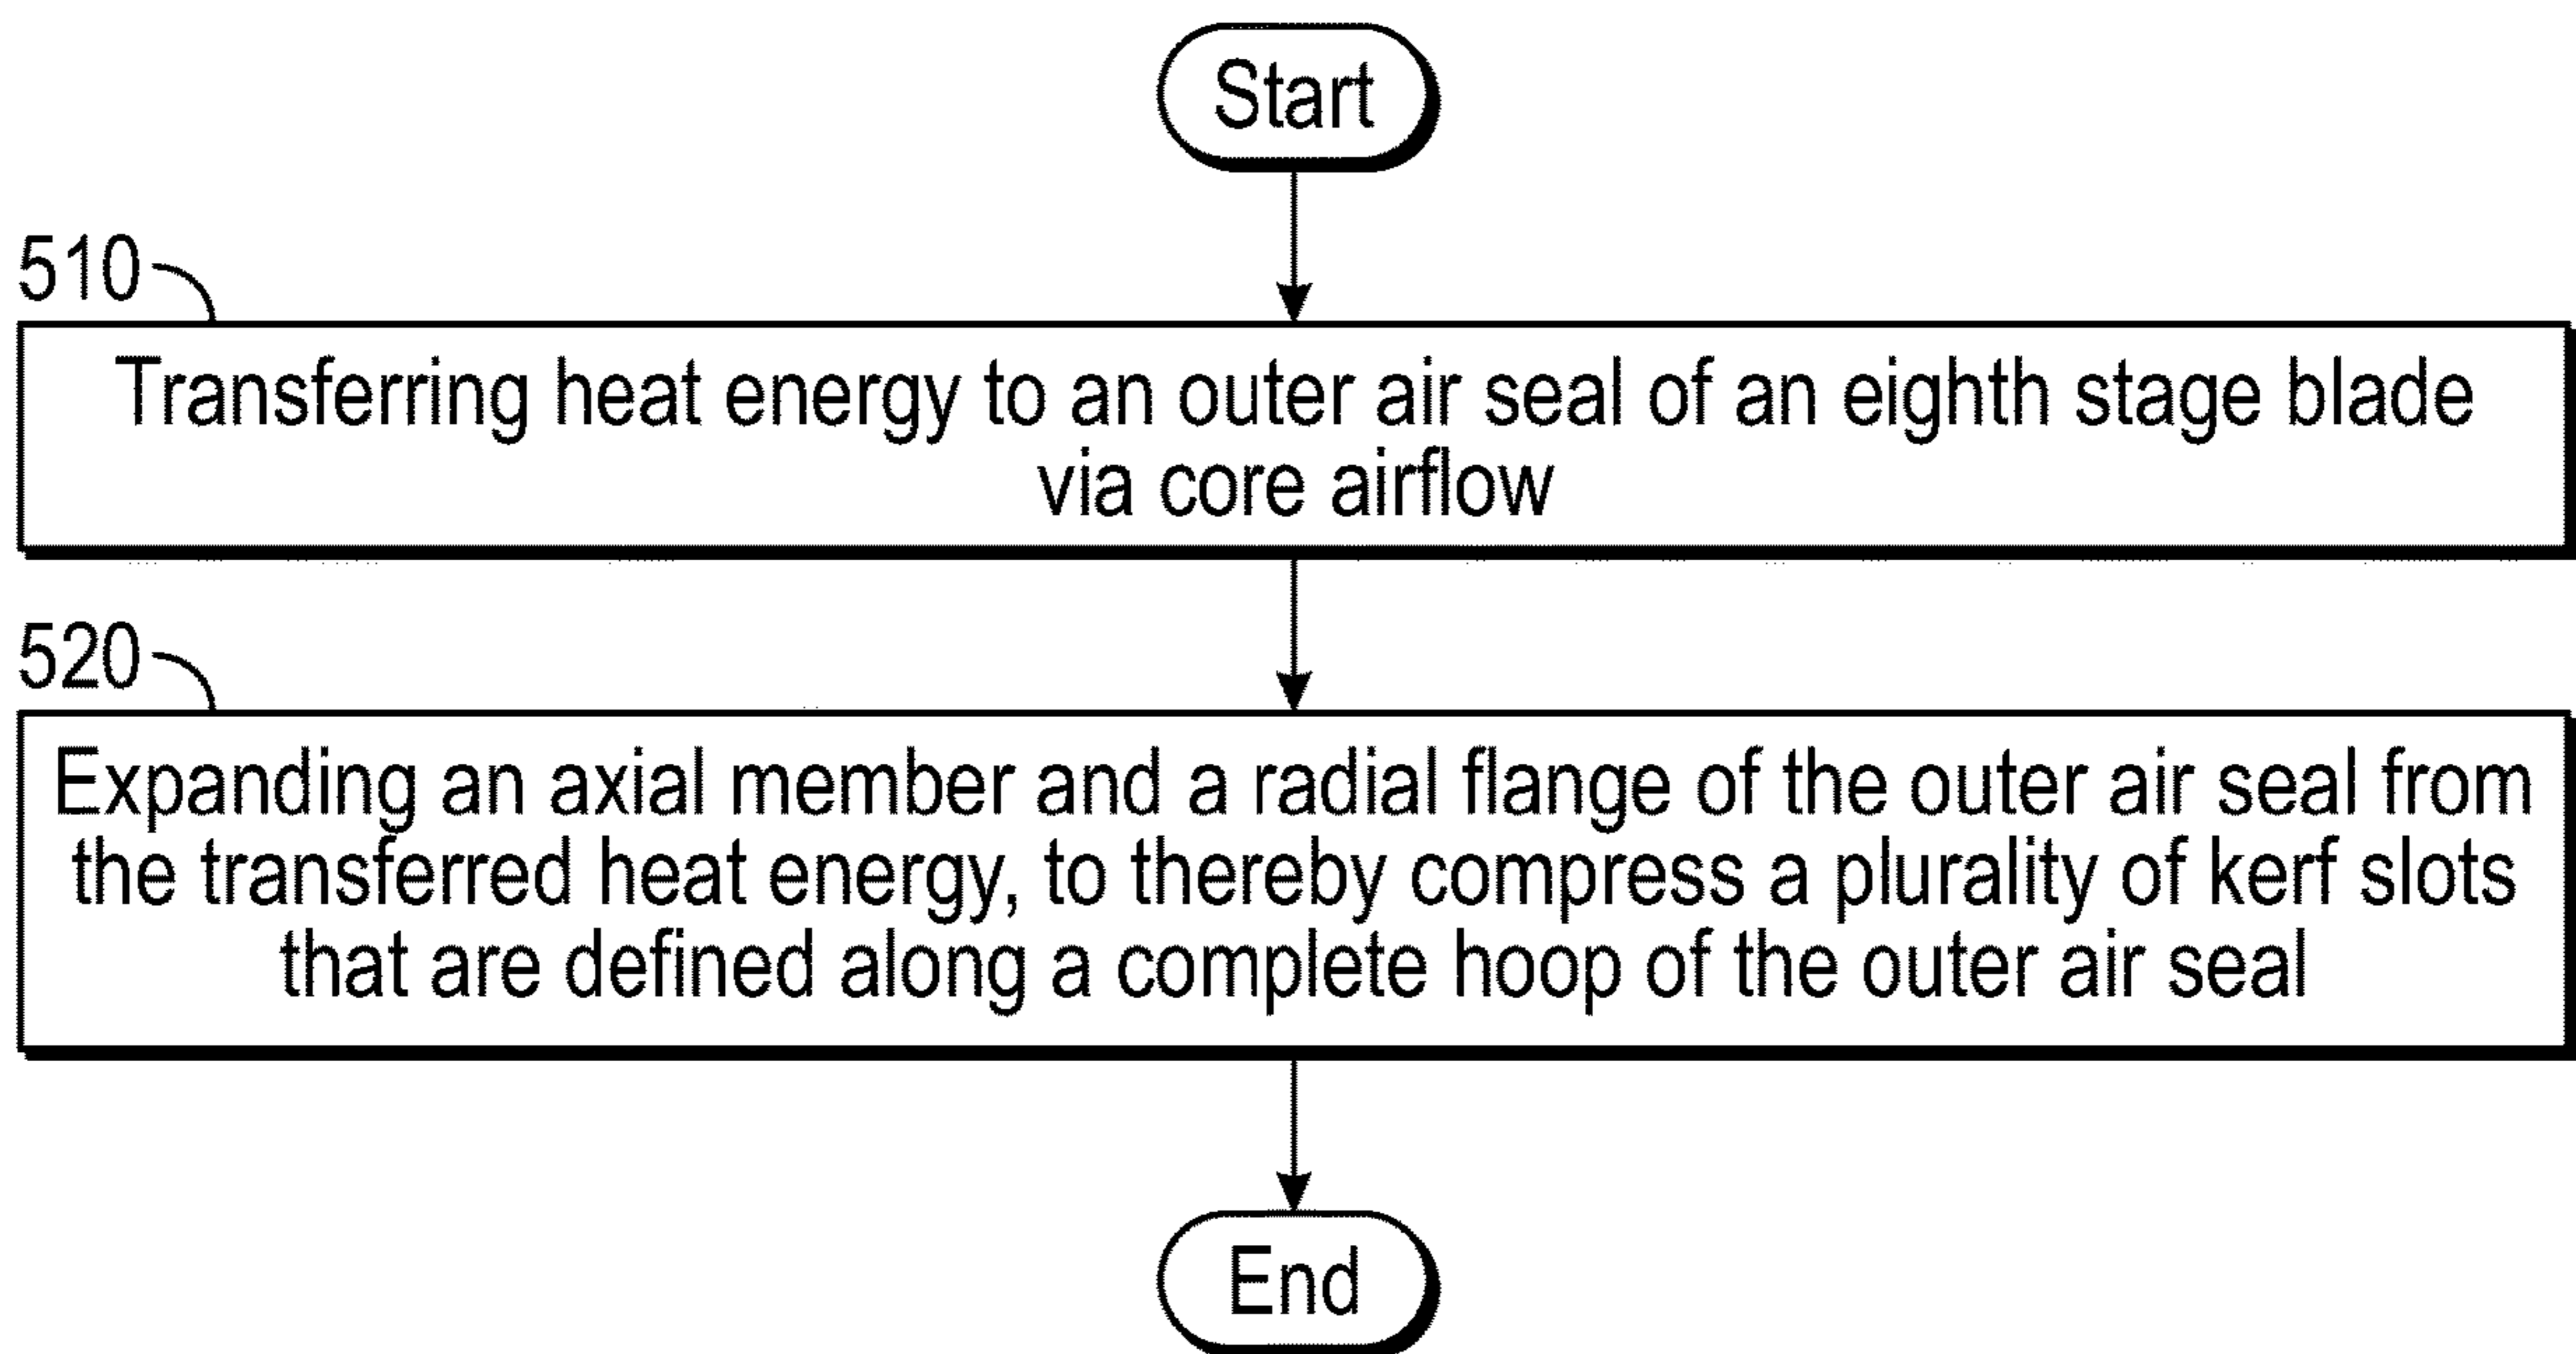 Start
510
Transferring heat energy to an outer air seal of an eighth stage blade
via core airflow
520
Expanding an axial member and a radial flange of the outer air seal from
the transferred heat energy, to thereby compress a plurality of kerf slots
that are defined along a complete hoop of the outer air seal
End